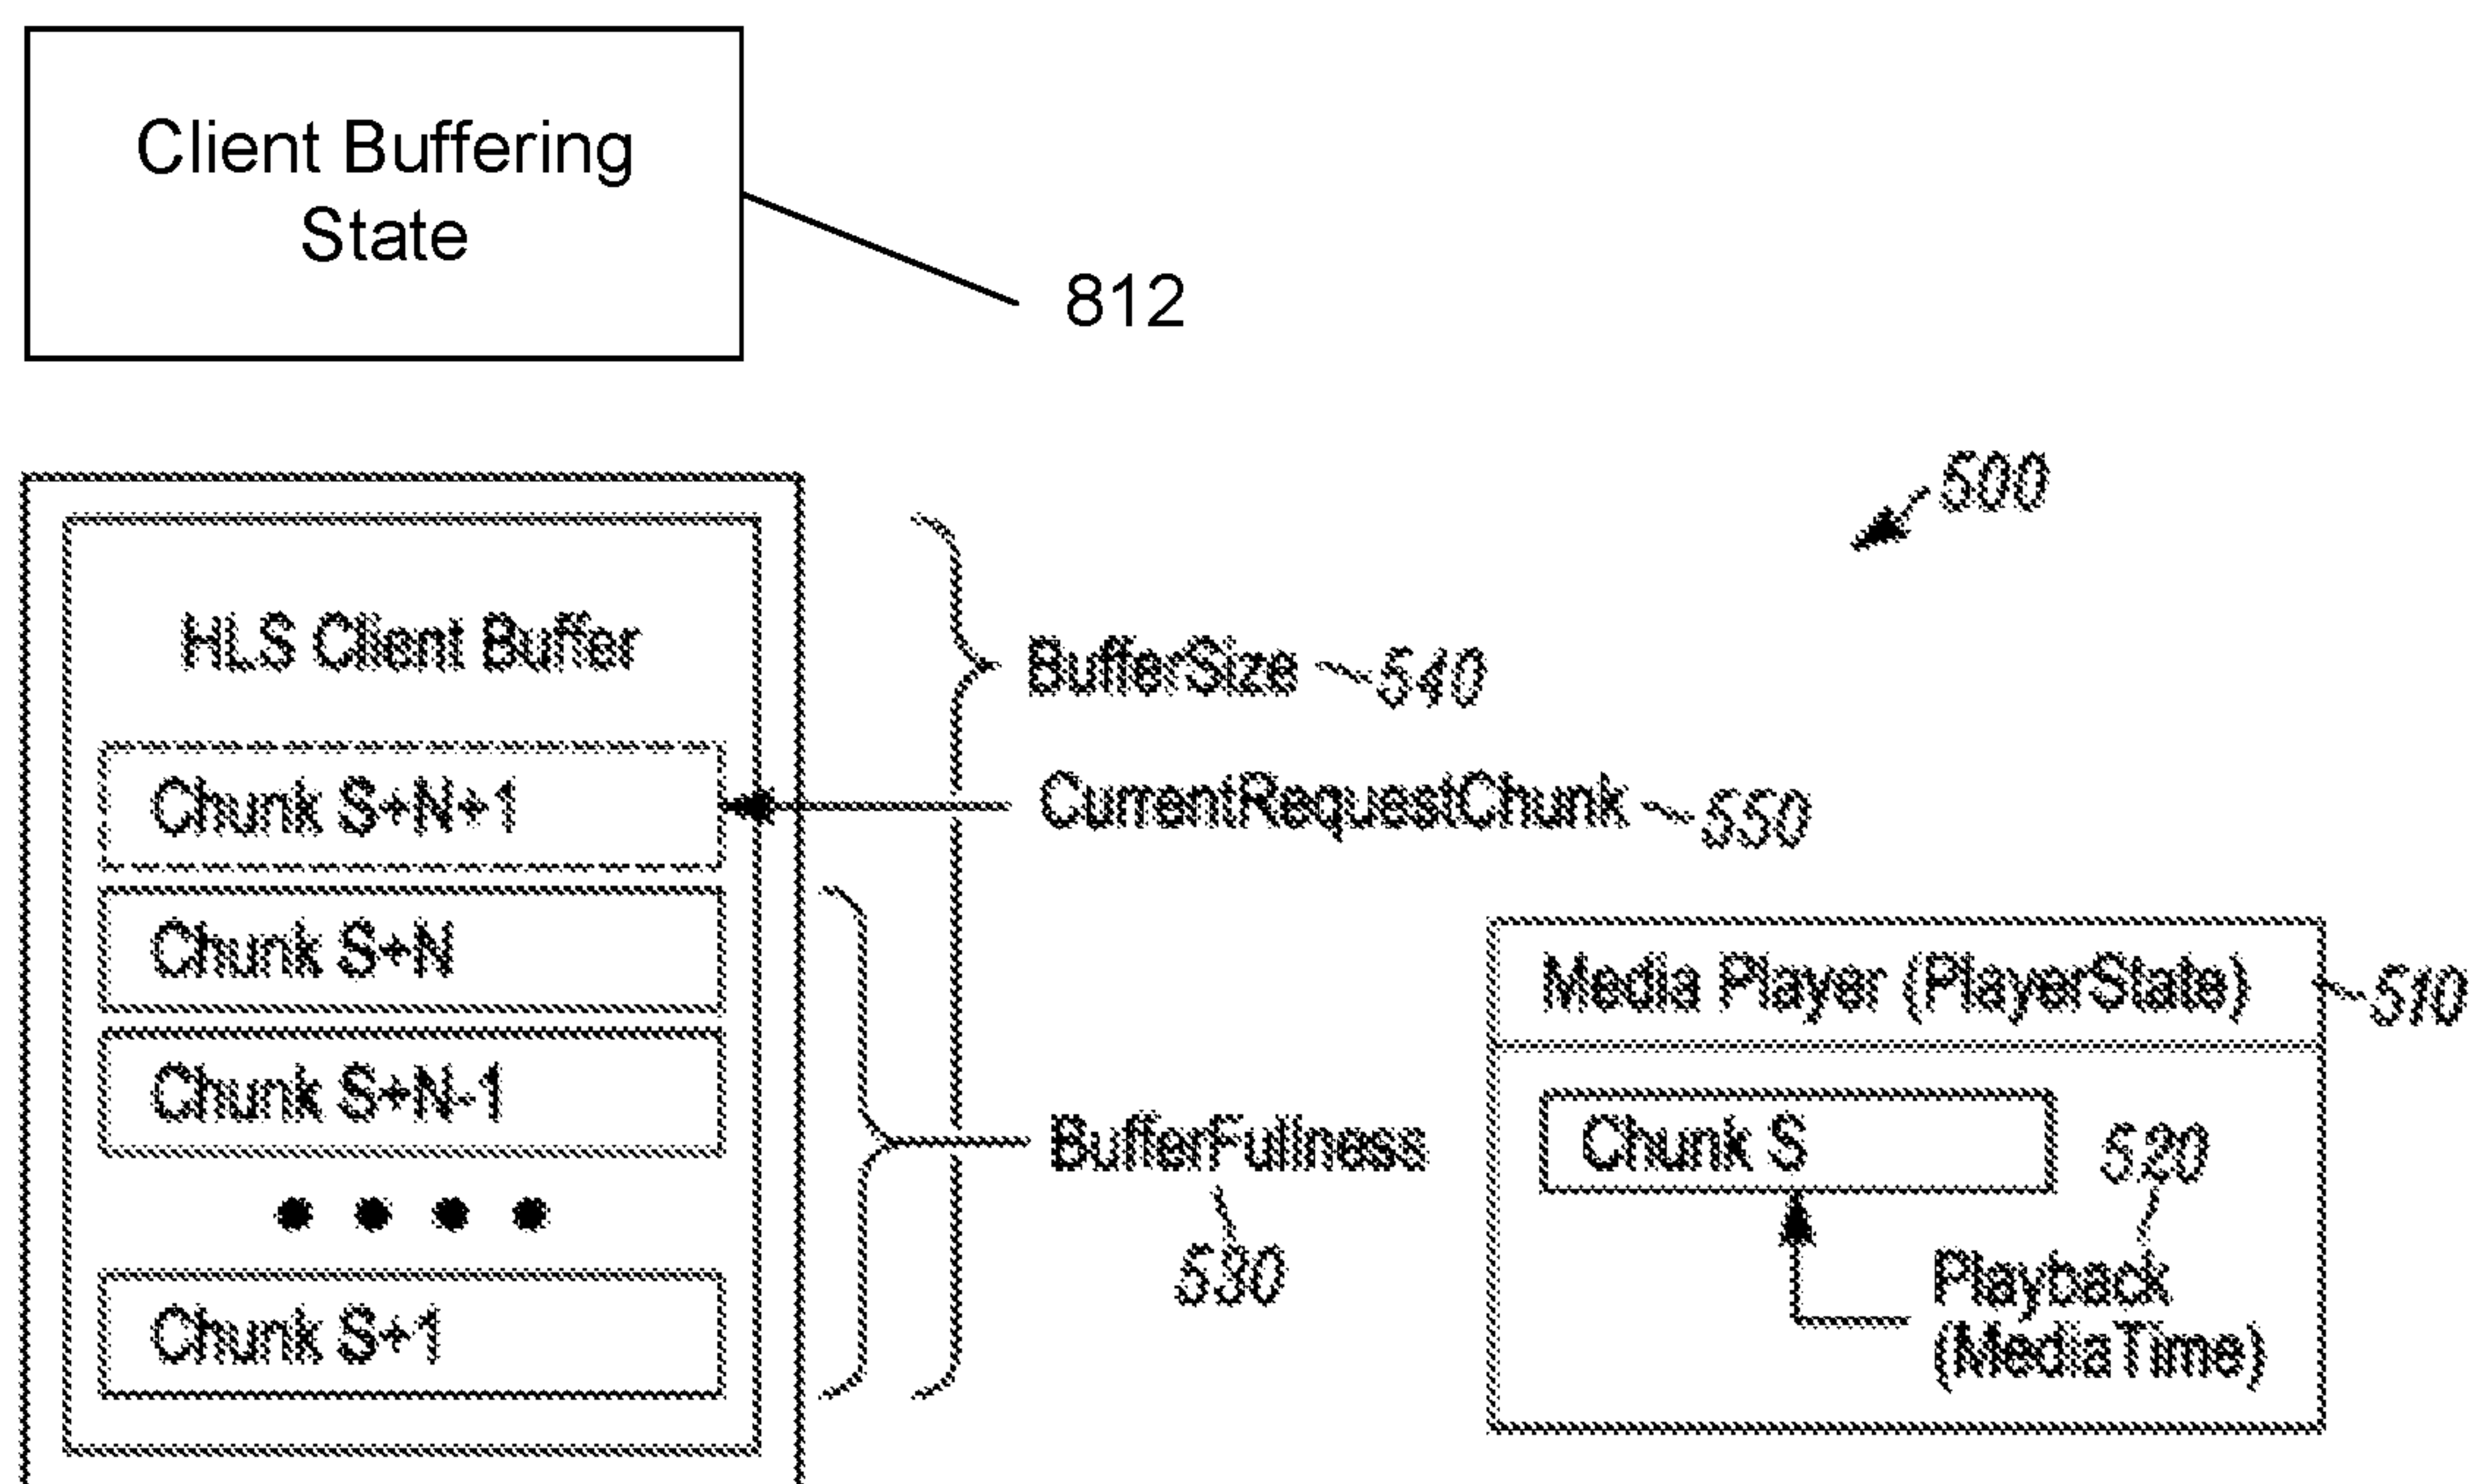 Client Buffering
State
812
500
HLS Client Buffer
BufferSize 540
Chunk S+N+1
CurrentRequestChunk 550
Chunk S+N
Media Player (PlayerState) 510
Chunk S+N-1
BufferFullness
530
Chunk S
520
Playback
(MediaTime)
Chunk S+1